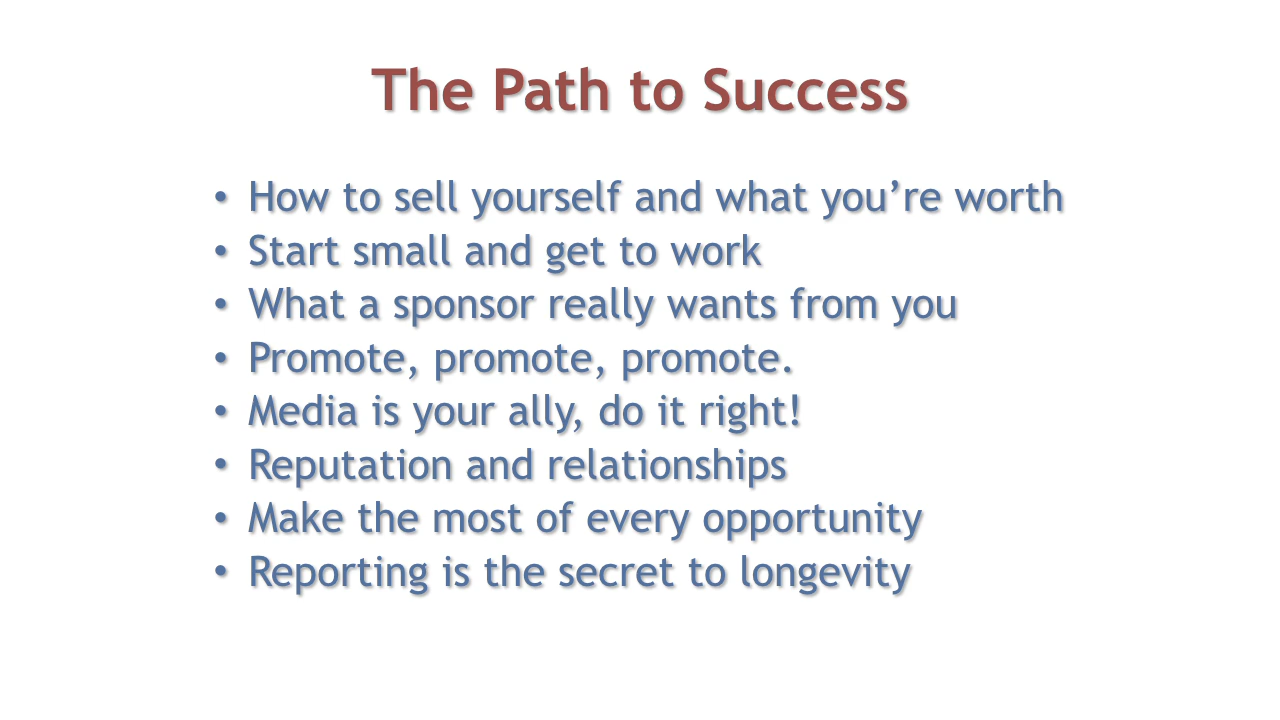 The Path to Success
• How to sell yourself and what you’re worth
• Start small and get to work
• What a sponsor really wants from you
• Promote, promote, promote.
• Media is your ally, do it right!
• Reputation and relationships
• Make the most of every opportunity
• Reporting is the secret to longevity